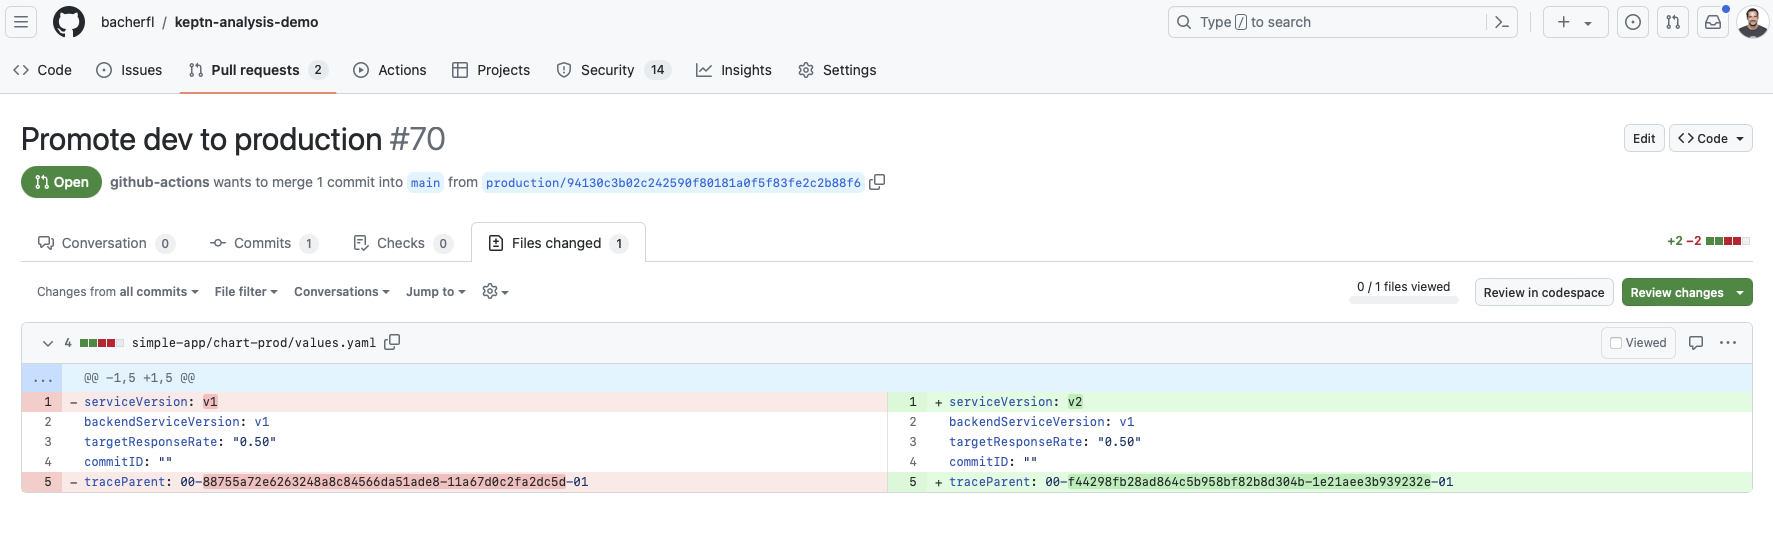 bacherfl / keptn-analysis-demo
Type / to search
Code Issues Pull requests 2 Actions Projects Security 14 Insights Settings
Promote dev to production #70
Edit
Code
Open github-actions wants to merge 1 commit into main from production/94130c3b02c242590f80181a0f5f83fe2c2b88f6
Conversation 0 Commits 1 Checks 0 Files changed 1
+2 −2
Changes from all commits File filter Conversations Jump to
0 / 1 files viewed
Review in codespace
Review changes
4 simple-app/chart-prod/values.yaml
Viewed
... @@ -1,5 +1,5 @@
1 - serviceVersion: v1
2 backendServiceVersion: v1
3 targetResponseRate: "0.50"
4 commitID: ""
5 - traceParent: 00-88755a72e6263248a8c84566da51ade8-11a67d0c2fa2dc5d-01
1 + serviceVersion: v2
2 backendServiceVersion: v1
3 targetResponseRate: "0.50"
4 commitID: ""
5 + traceParent: 00-f44298fb28ad864c5b958bf82b8d304b-1e21aee3b939232e-01